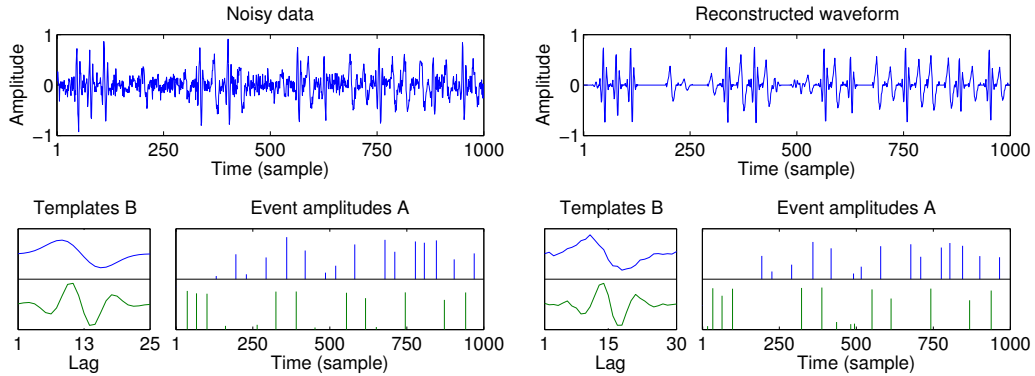 Noisy data
Amplitude
1
0
−1
1 250 500 750 1000
Time (sample)
Reconstructed waveform
Amplitude
1
0
−1
1 250 500 750 1000
Time (sample)
Templates B
1 13 25
Lag
Event amplitudes A
1 250 500 750 1000
Time (sample)
Templates B
1 15 30
Lag
Event amplitudes A
1 250 500 750 1000
Time (sample)